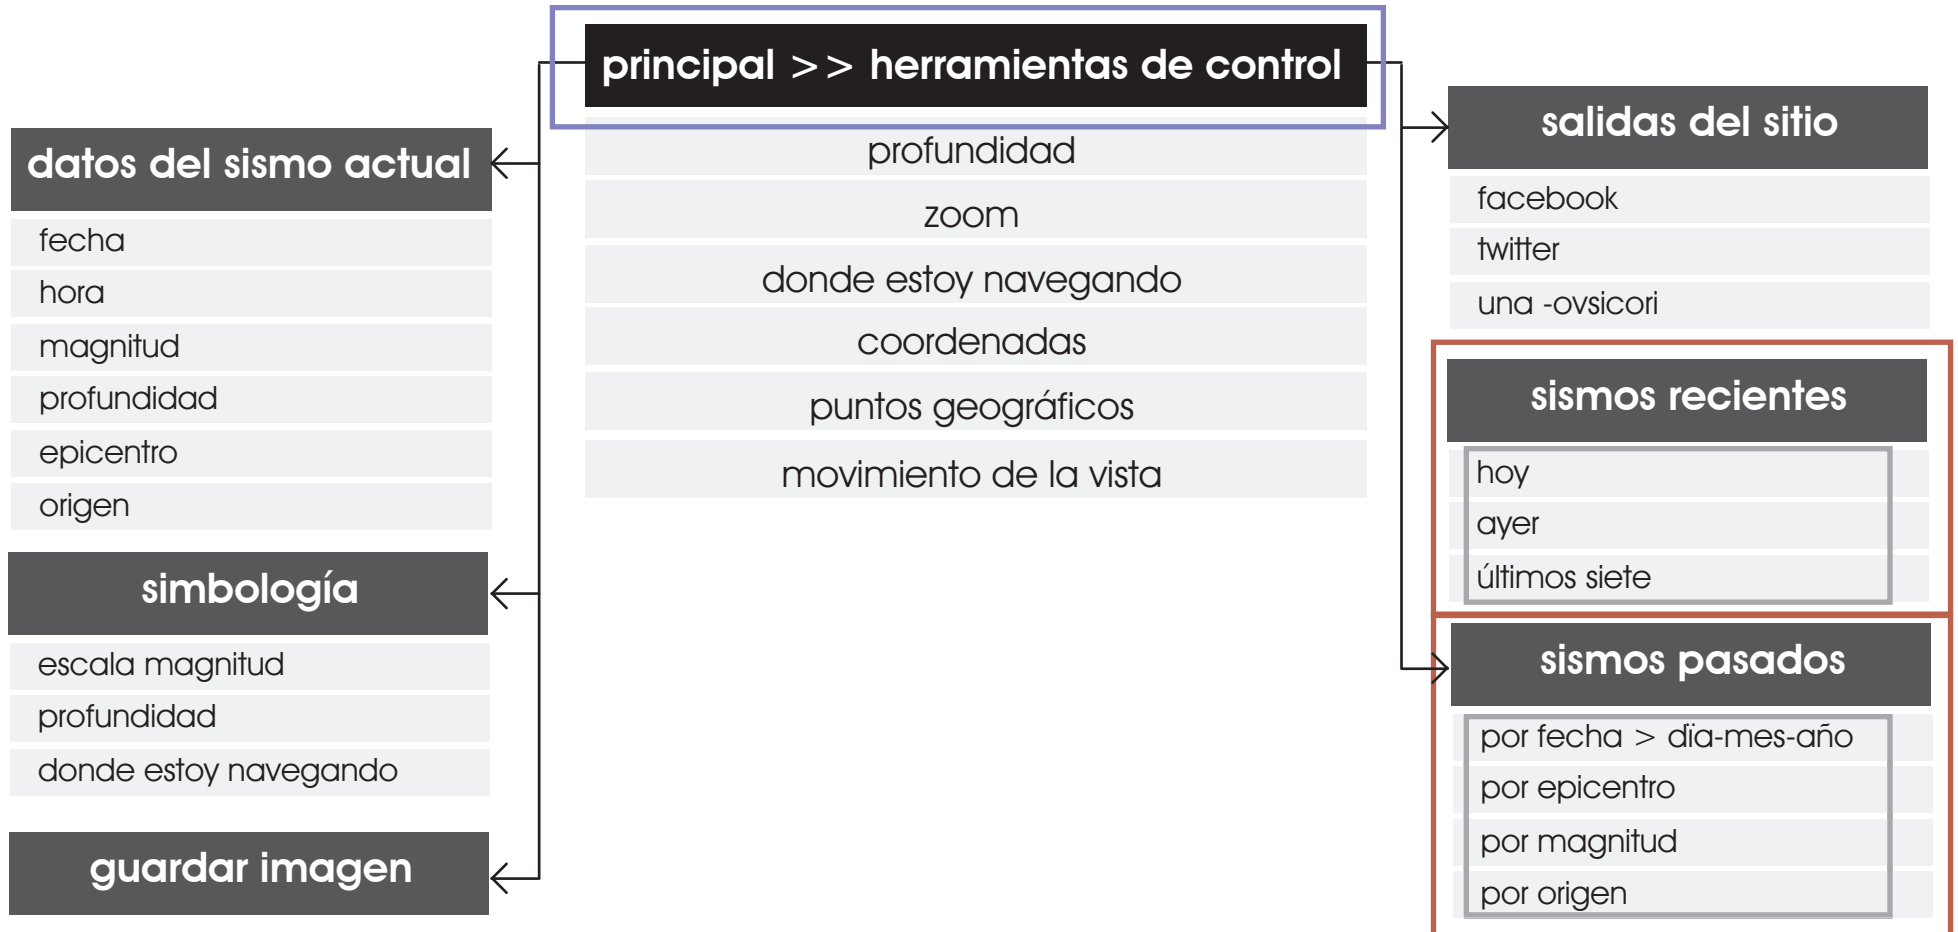 principal >> herramientas de control
profundidad
zoom
donde estoy navegando
coordenadas
puntos geográficos
movimiento de la vista
datos del sismo actual
fecha
hora
magnitud
profundidad
epicentro
origen
simbología
escala magnitud
profundidad
donde estoy navegando
guardar imagen
salidas del sitio
facebook
twitter
una -ovsicori
sismos recientes
hoy
ayer
últimos siete
sismos pasados
por fecha > dïa-mes-año
por epicentro
por magnitud
por origen